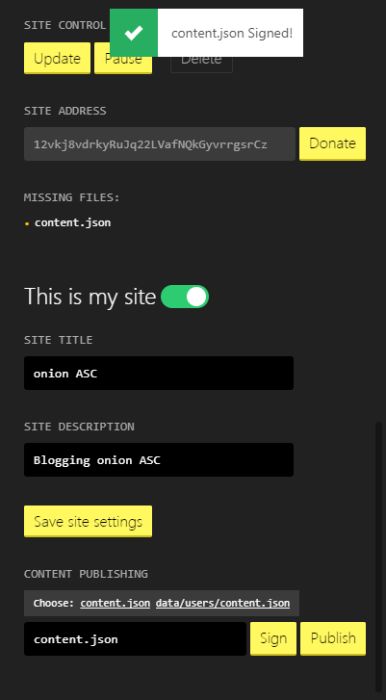 SITE CONTROL
content.json Signed!
Update Pause Delete
SITE ADDRESS
12vkj8vdrkyRuJq22LVafNQkGyvrrgsrCz Donate
MISSING FILES:
content.json
This is my site
SITE TITLE
onion ASC
SITE DESCRIPTION
Blogging onion ASC
Save site settings
CONTENT PUBLISHING
Choose: content.json data/users/content.json
content.json Sign Publish